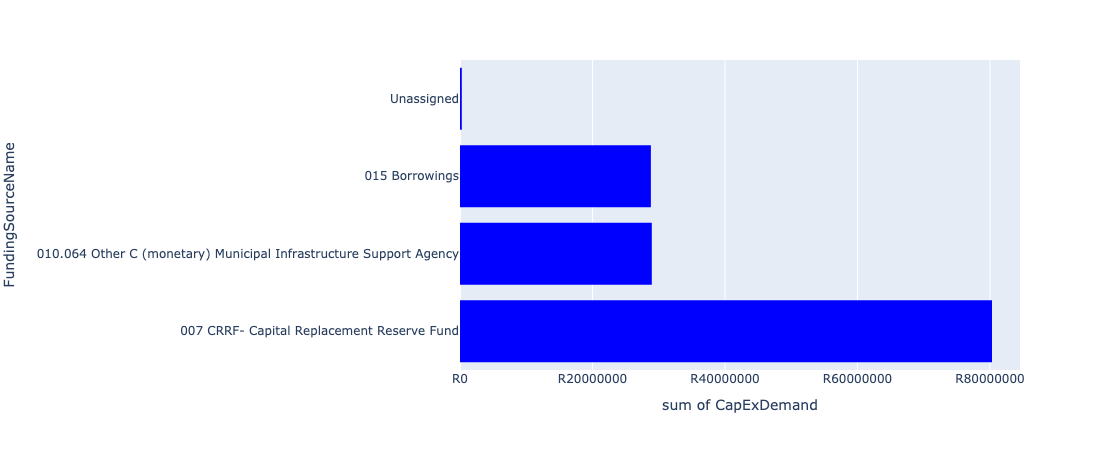 FundingSourceName
Unassigned
015 Borrowings
010.064 Other C (monetary) Municipal Infrastructure Support Agency
007 CRRF- Capital Replacement Reserve Fund
R0 R20000000 R40000000 R60000000 R80000000
sum of CapExDemand